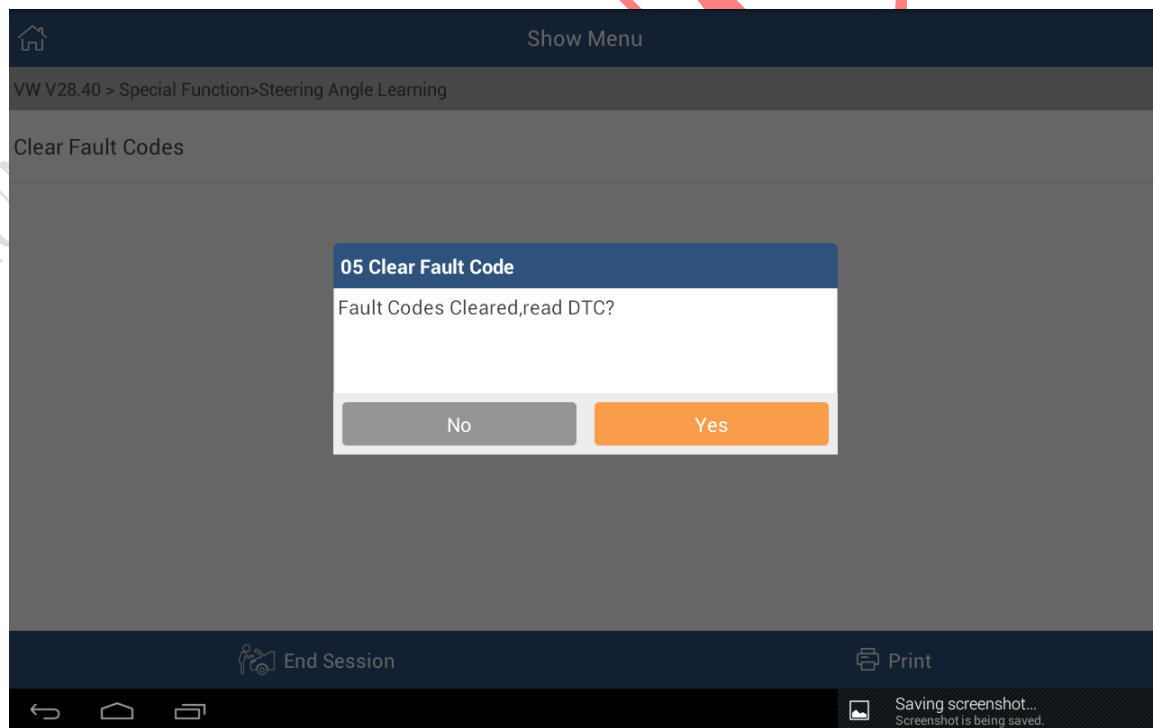 Show Menu
VW V28.40 > Special Function>Steering Angle Learning
Clear Fault Codes
05 Clear Fault Code
Fault Codes Cleared,read DTC?
No
Yes
End Session
Print
Saving screenshot...
Screenshot is being saved.